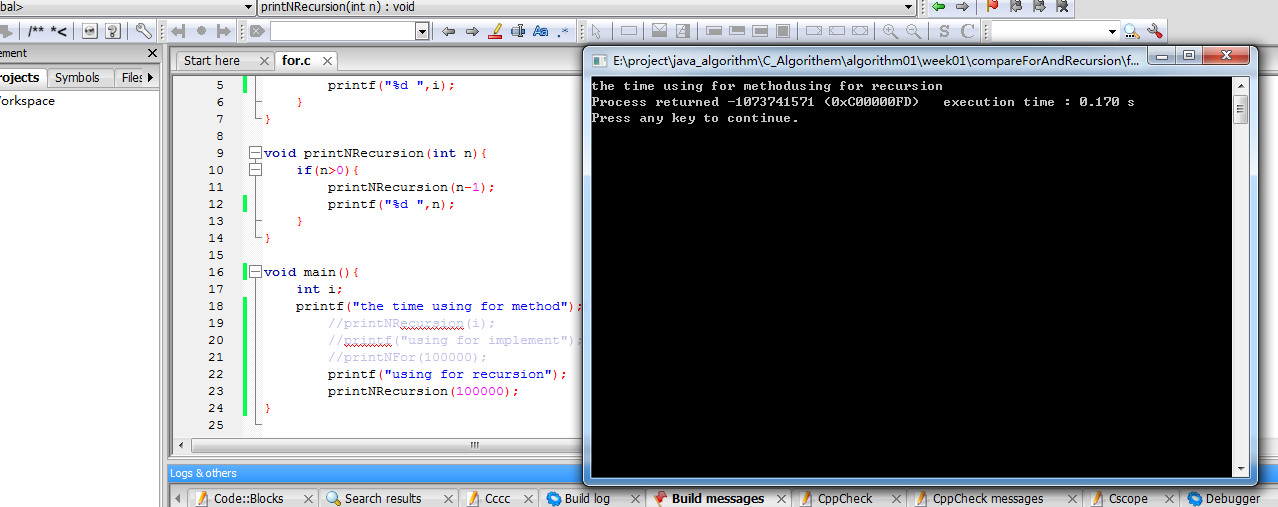 bal>
printNRecursion(int n) : void
/** *<
Aa .*
S C
ement
rojects Symbols Files
Workspace
Start here
for.c
5 printf("%d ",i);
6 }
7 }
8
9 void printNRecursion(int n){
10 if(n>0){
11 printNRecursion(n-1);
12 printf("%d ",n);
13 }
14 }
15
16 void main(){
17 int i;
18 printf("the time using for method");
19 //printNRecursion(i);
20 //printf("using for implement");
21 //printNFor(100000);
22 printf("using for recursion");
23 printNRecursion(100000);
24 }
25
E:\project\java_algorithm\C_Algorithem\algorithm01\week01\compareForAndRecursion\f...
the time using for methodusing for recursion
Process returned -1073741571 (0xC00000FD) execution time : 0.170 s
Press any key to continue.
Logs & others
Code::Blocks Search results Cccc Build log Build messages CppCheck CppCheck messages Cscope Debugger